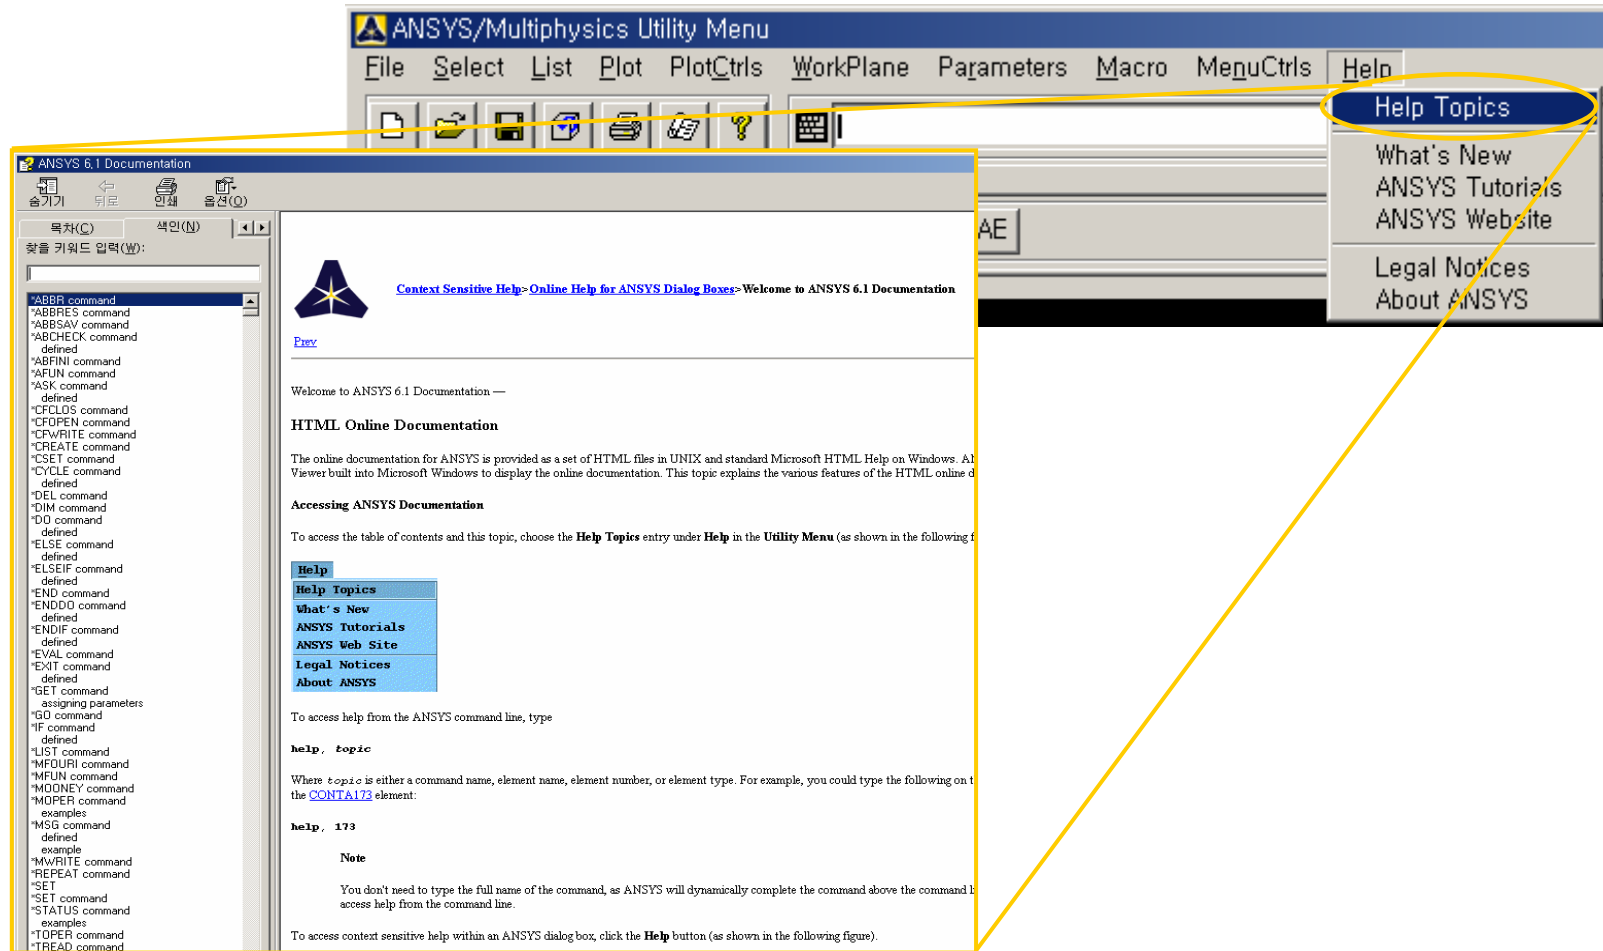 ANSYS/Multiphysics Utility Menu
File Select List Plot PlotCtrls WorkPlane Parameters Macro MenuCtrls Help
Help Topics
What's New
ANSYS Tutorials
ANSYS Website
Legal Notices
About ANSYS
AE
ANSYS 6.1 Documentation
숨기기 뒤로 인쇄 옵션(O)
목차(C) 색인(N)
찾을 키워드 입력(W):
*ABBR command
*ABBRES command
*ABBSAV command
*ABCHECK command
defined
*ABFINI command
*AFUN command
*ASK command
defined
*CFCLOS command
*CFOPEN command
*CFWRITE command
*CREATE command
*CSET command
*CYCLE command
defined
*DEL command
*DIM command
*DO command
defined
*ELSE command
defined
*ELSEIF command
defined
*END command
*ENDDO command
defined
*ENDIF command
defined
*EVAL command
*EXIT command
defined
*GET command
assigning parameters
*GO command
*IF command
defined
*LIST command
*MFOURI command
*MFUN command
*MOONEY command
*MOPER command
examples
*MSG command
defined
example
*MWRITE command
*REPEAT command
*SET
*SET command
*STATUS command
examples
*TOPER command
*TREAD command
Context Sensitive Help>Online Help for ANSYS Dialog Boxes>Welcome to ANSYS 6.1 Documentation
Prev
Welcome to ANSYS 6.1 Documentation —
HTML Online Documentation
The online documentation for ANSYS is provided as a set of HTML files in UNIX and standard Microsoft HTML Help on Windows.
Viewer built into Microsoft Windows to display the online documentation. This topic explains the various features of the HTML online
Accessing ANSYS Documentation
To access the table of contents and this topic, choose the Help Topics entry under Help in the Utility Menu (as shown in the following
Help
Help Topics
What's New
ANSYS Tutorials
ANSYS Web Site
Legal Notices
About ANSYS
To access help from the ANSYS command line, type
help, topic
Where topic is either a command name, element name, element number, or element type. For example, you could type the following on
the CONTA173 element:
help, 173
Note
You don't need to type the full name of the command, as ANSYS will dynamically complete the command above the command
access help from the command line.
To access context sensitive help within an ANSYS dialog box, click the Help button (as shown in the following figure).